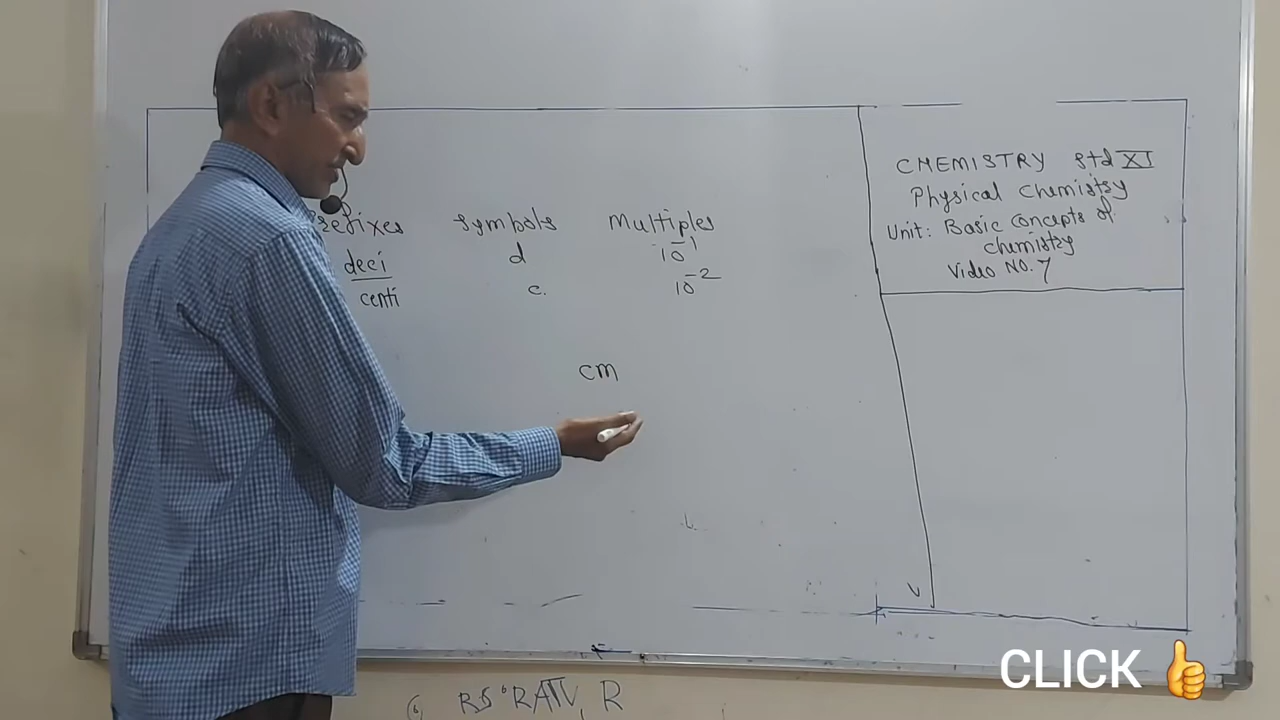 CHEMISTRY Std XI
Physical Chemistry
Unit: Basic Concepts of
Chemistry
Video No. 7
Prefixes Symbols Multiples
deci d 10⁻¹
centi c. 10⁻²
cm
CLICK 👍